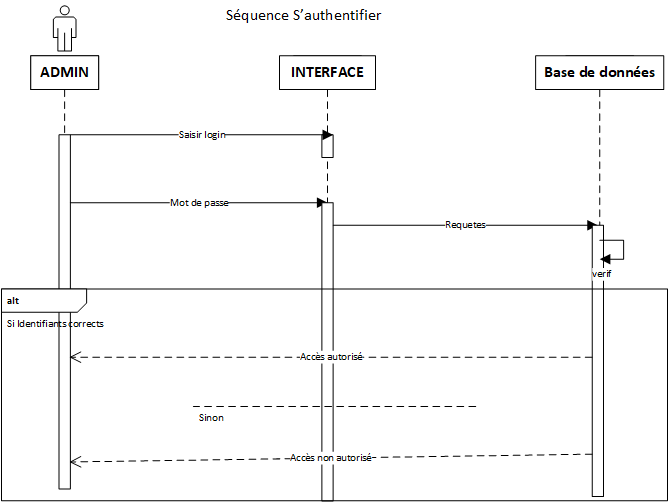 Séquence S'authentifier
ADMIN
INTERFACE
Base de données
Saisir login
Mot de passe
Requetes
verif
alt
Si Identifiants corrects
Accès autorisé
Sinon
Accès non autorisé